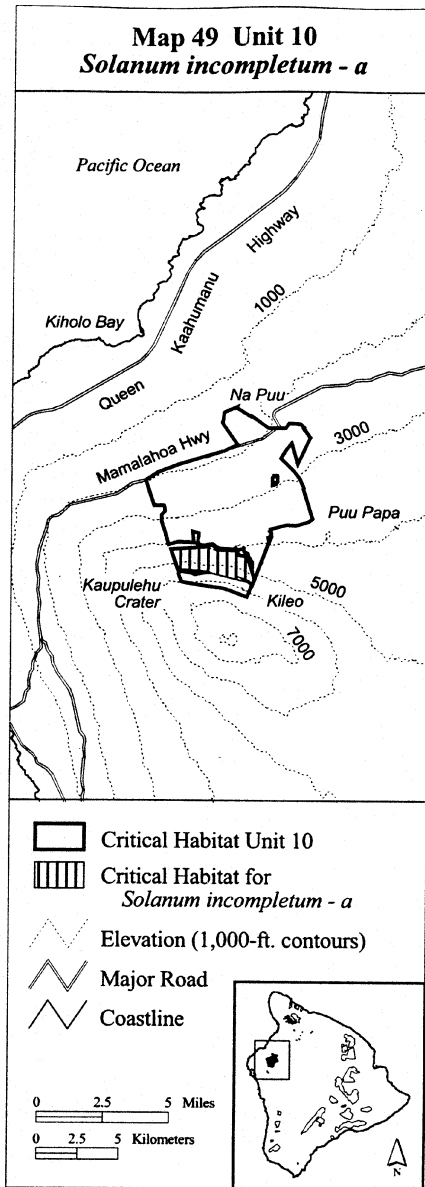 Map 49 Unit 10
Solanum incompletum - a
Pacific Ocean
Highway
1000
Kaahumanu
Kiholo Bay
Queen
Na Puu
Mamalahoa Hwy
3000
Puu Papa
Kaupulehu
Crater
Kileo
5000
7000
Critical Habitat Unit 10
Critical Habitat for
Solanum incompletum - a
Elevation (1,000-ft. contours)
Major Road
Coastline
0 2.5 5 Miles
0 2.5 5 Kilometers
N